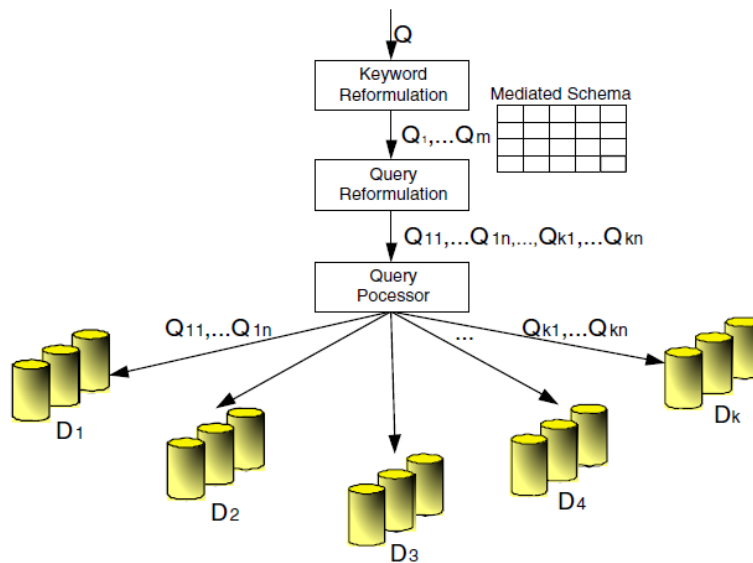 Q
Keyword
Reformulation
Mediated Schema
Q1,...Qm
Query
Reformulation
Q11,...Q1n,...,Qk1,...Qkn
Query
Pocessor
Q11,...Q1n
...
Qk1,...Qkn
D1
D2
D3
D4
Dk